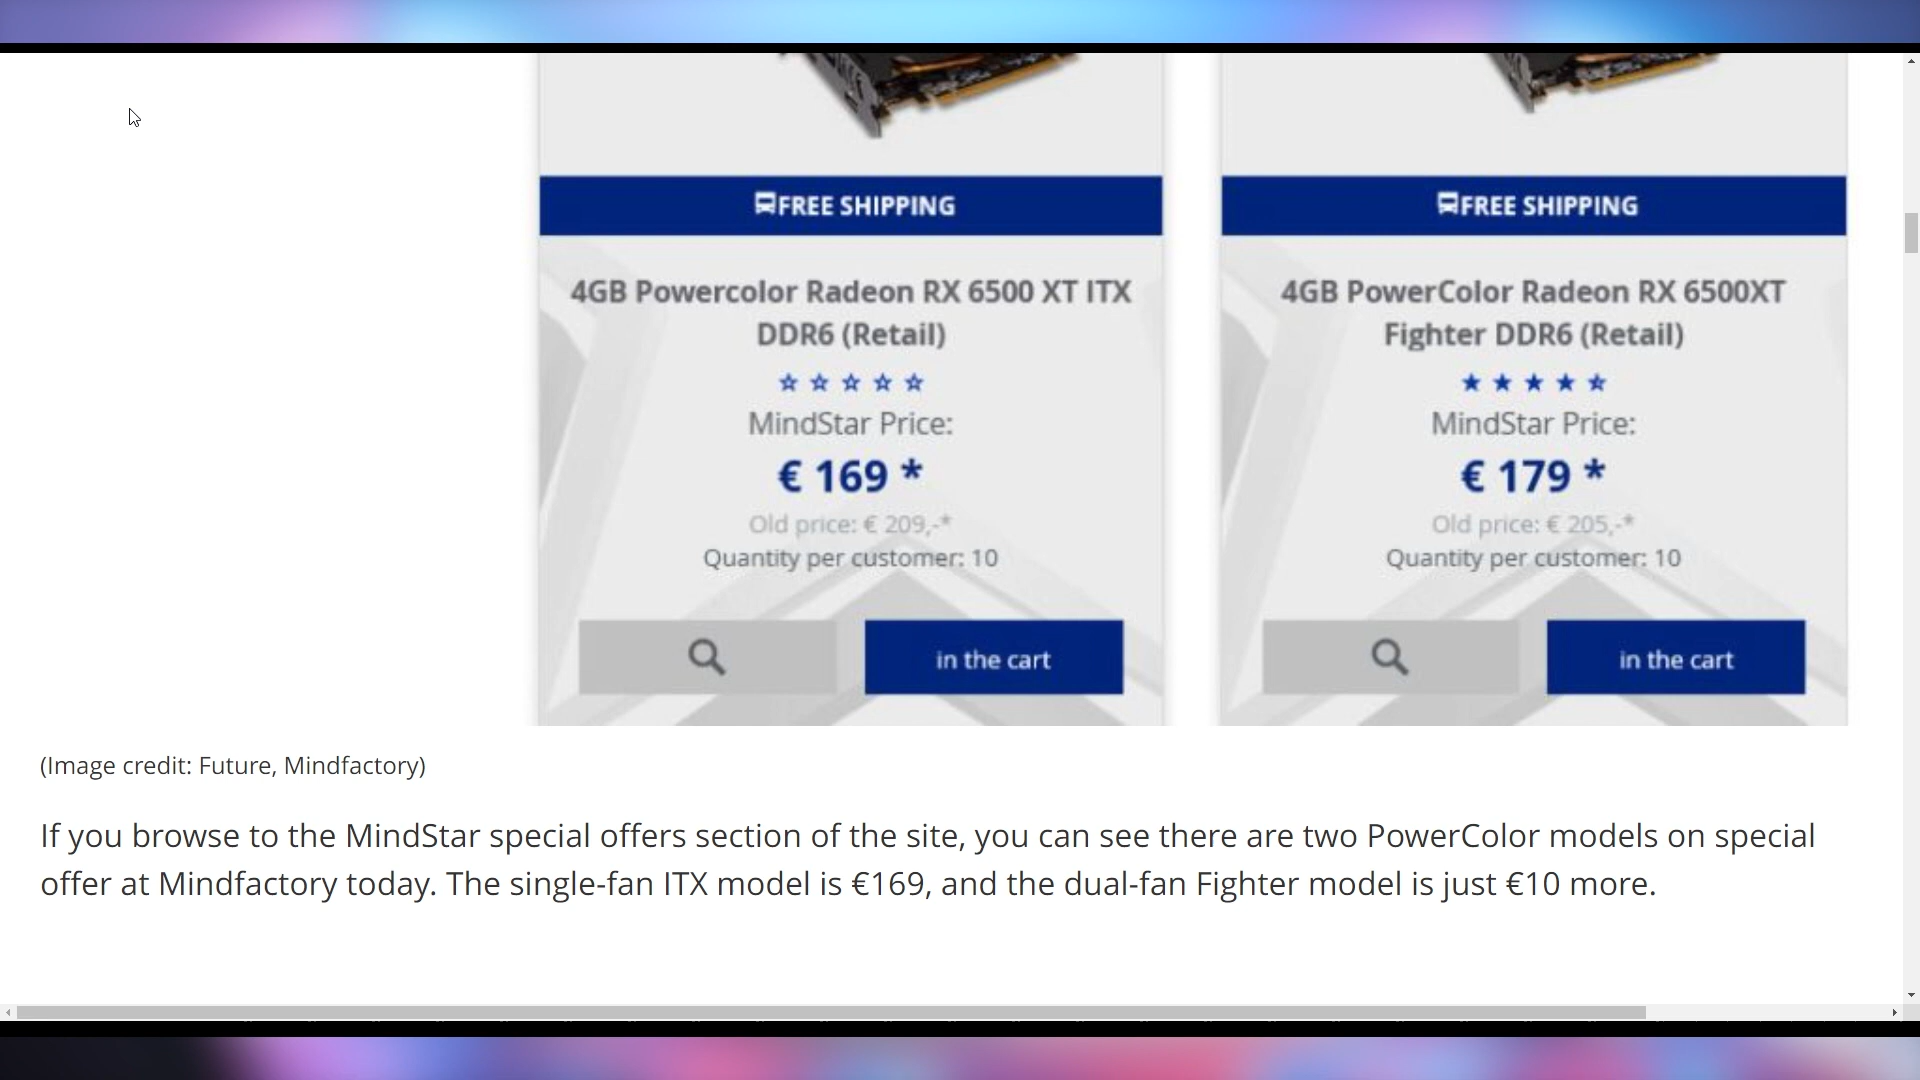 FREE SHIPPING
4GB Powercolor Radeon RX 6500 XT ITX
DDR6 (Retail)
MindStar Price:
€ 169 *
Old price: € 209,-*
Quantity per customer: 10
in the cart
FREE SHIPPING
4GB PowerColor Radeon RX 6500XT
Fighter DDR6 (Retail)
MindStar Price:
€ 179 *
Old price: € 205,-*
Quantity per customer: 10
in the cart
(Image credit: Future, Mindfactory)
If you browse to the MindStar special offers section of the site, you can see there are two PowerColor models on special
offer at Mindfactory today. The single-fan ITX model is €169, and the dual-fan Fighter model is just €10 more.